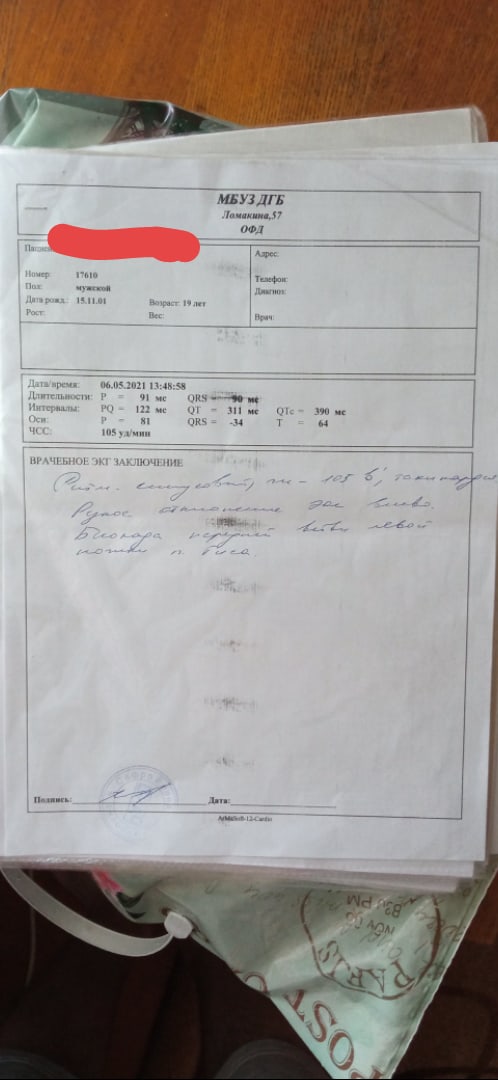 МБУЗ ДГБ
Ломакина,57
ОФД
Адрес:
Номер: 17610
Телефон:
Пол: мужской
Диагноз:
Дата рожд.: 15.11.01 Возраст: 19 лет
Рост: Вес:
Врач:
Дата/время: 06.05.2021 13:48:58
Длительности: P = 91 мс QRS = 90 мс
Интервалы: PQ = 122 мс QT = 311 мс QTc = 390 мс
Оси: P = 81 QRS = -34 T = 64
ЧСС: 105 уд/мин
ВРАЧЕБНОЕ ЭКГ ЗАКЛЮЧЕНИЕ
Ритм синусовый, 105 в 1', тахикардия
отклонение эос влево.
Блокада передней ветви левой
ножки п. Гиса.
Подпись: Дата:
POST
PARIS